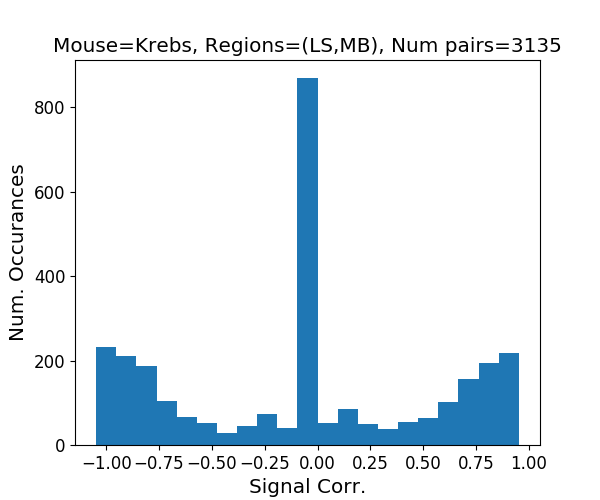 Mouse=Krebs, Regions=(LS,MB), Num pairs=3135
800
600
400
200
0
Num. Occurances
−1.00 −0.75 −0.50 −0.25 0.00 0.25 0.50 0.75 1.00
Signal Corr.